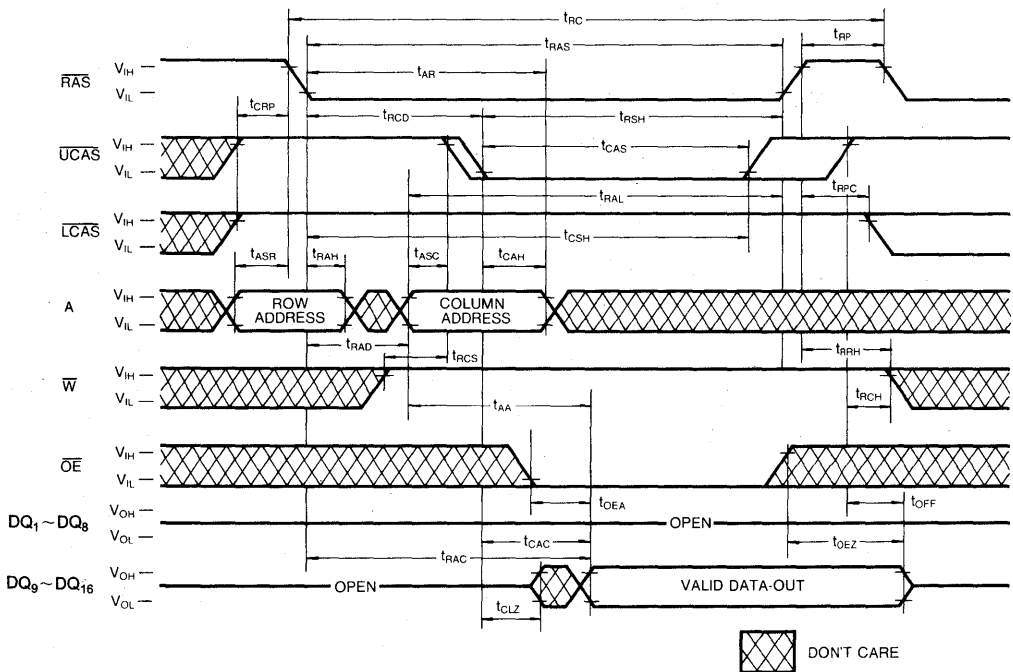 tRC
tRAS
tRP
VIH
RAS
VIL
tAR
tCRP
tRCD
tRSH
VIH
UCAS
VIL
tCAS
tRAL
tRPC
VIH
LCAS
VIL
tCSH
tASR
tRAH
tASC
tCAH
VIH
A
VIL
ROW
ADDRESS
COLUMN
ADDRESS
tRAD
tRCS
tRRH
VIH
W
VIL
tAA
tRCH
VIH
OE
VIL
tOEA
tOFF
VOH
DQ1~DQ8
VOL
OPEN
tCAC
tOEZ
tRAC
VOH
DQ9~DQ16
VOL
OPEN
VALID DATA-OUT
tCLZ
DON'T CARE